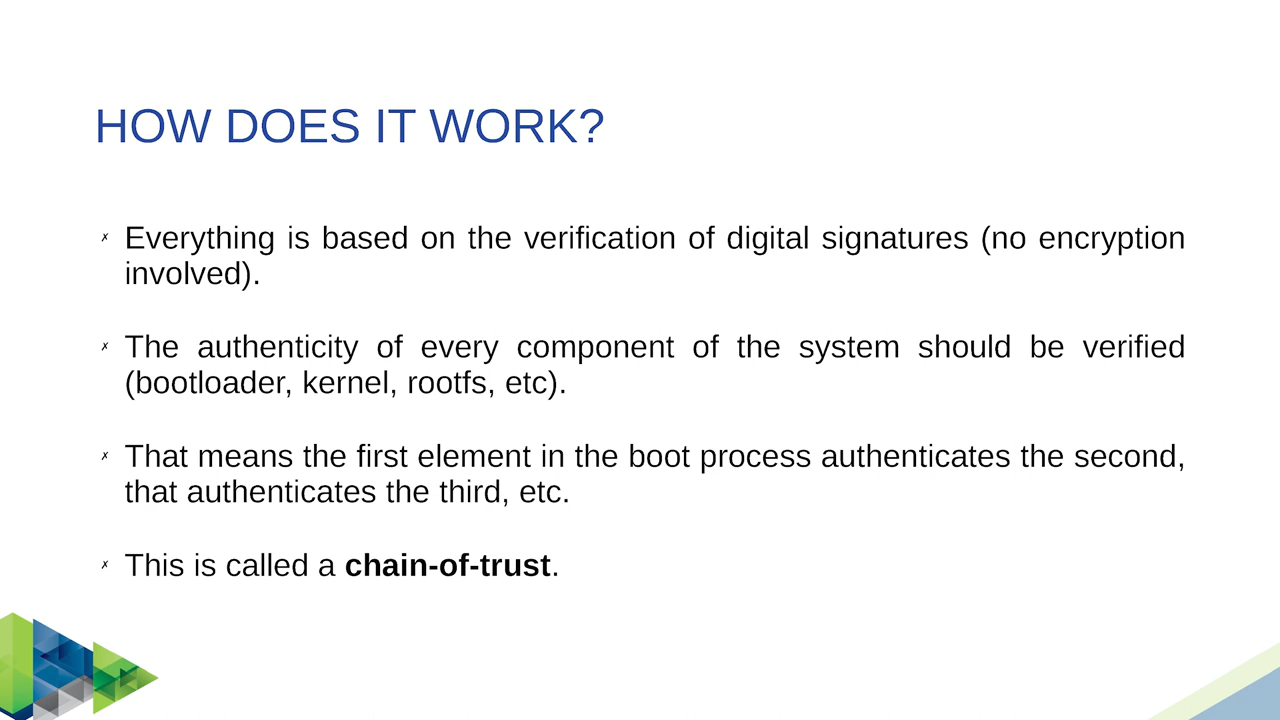 HOW DOES IT WORK?
✗ Everything is based on the verification of digital signatures (no encryption
involved).
✗ The authenticity of every component of the system should be verified
(bootloader, kernel, rootfs, etc).
✗ That means the first element in the boot process authenticates the second,
that authenticates the third, etc.
✗ This is called a chain-of-trust.